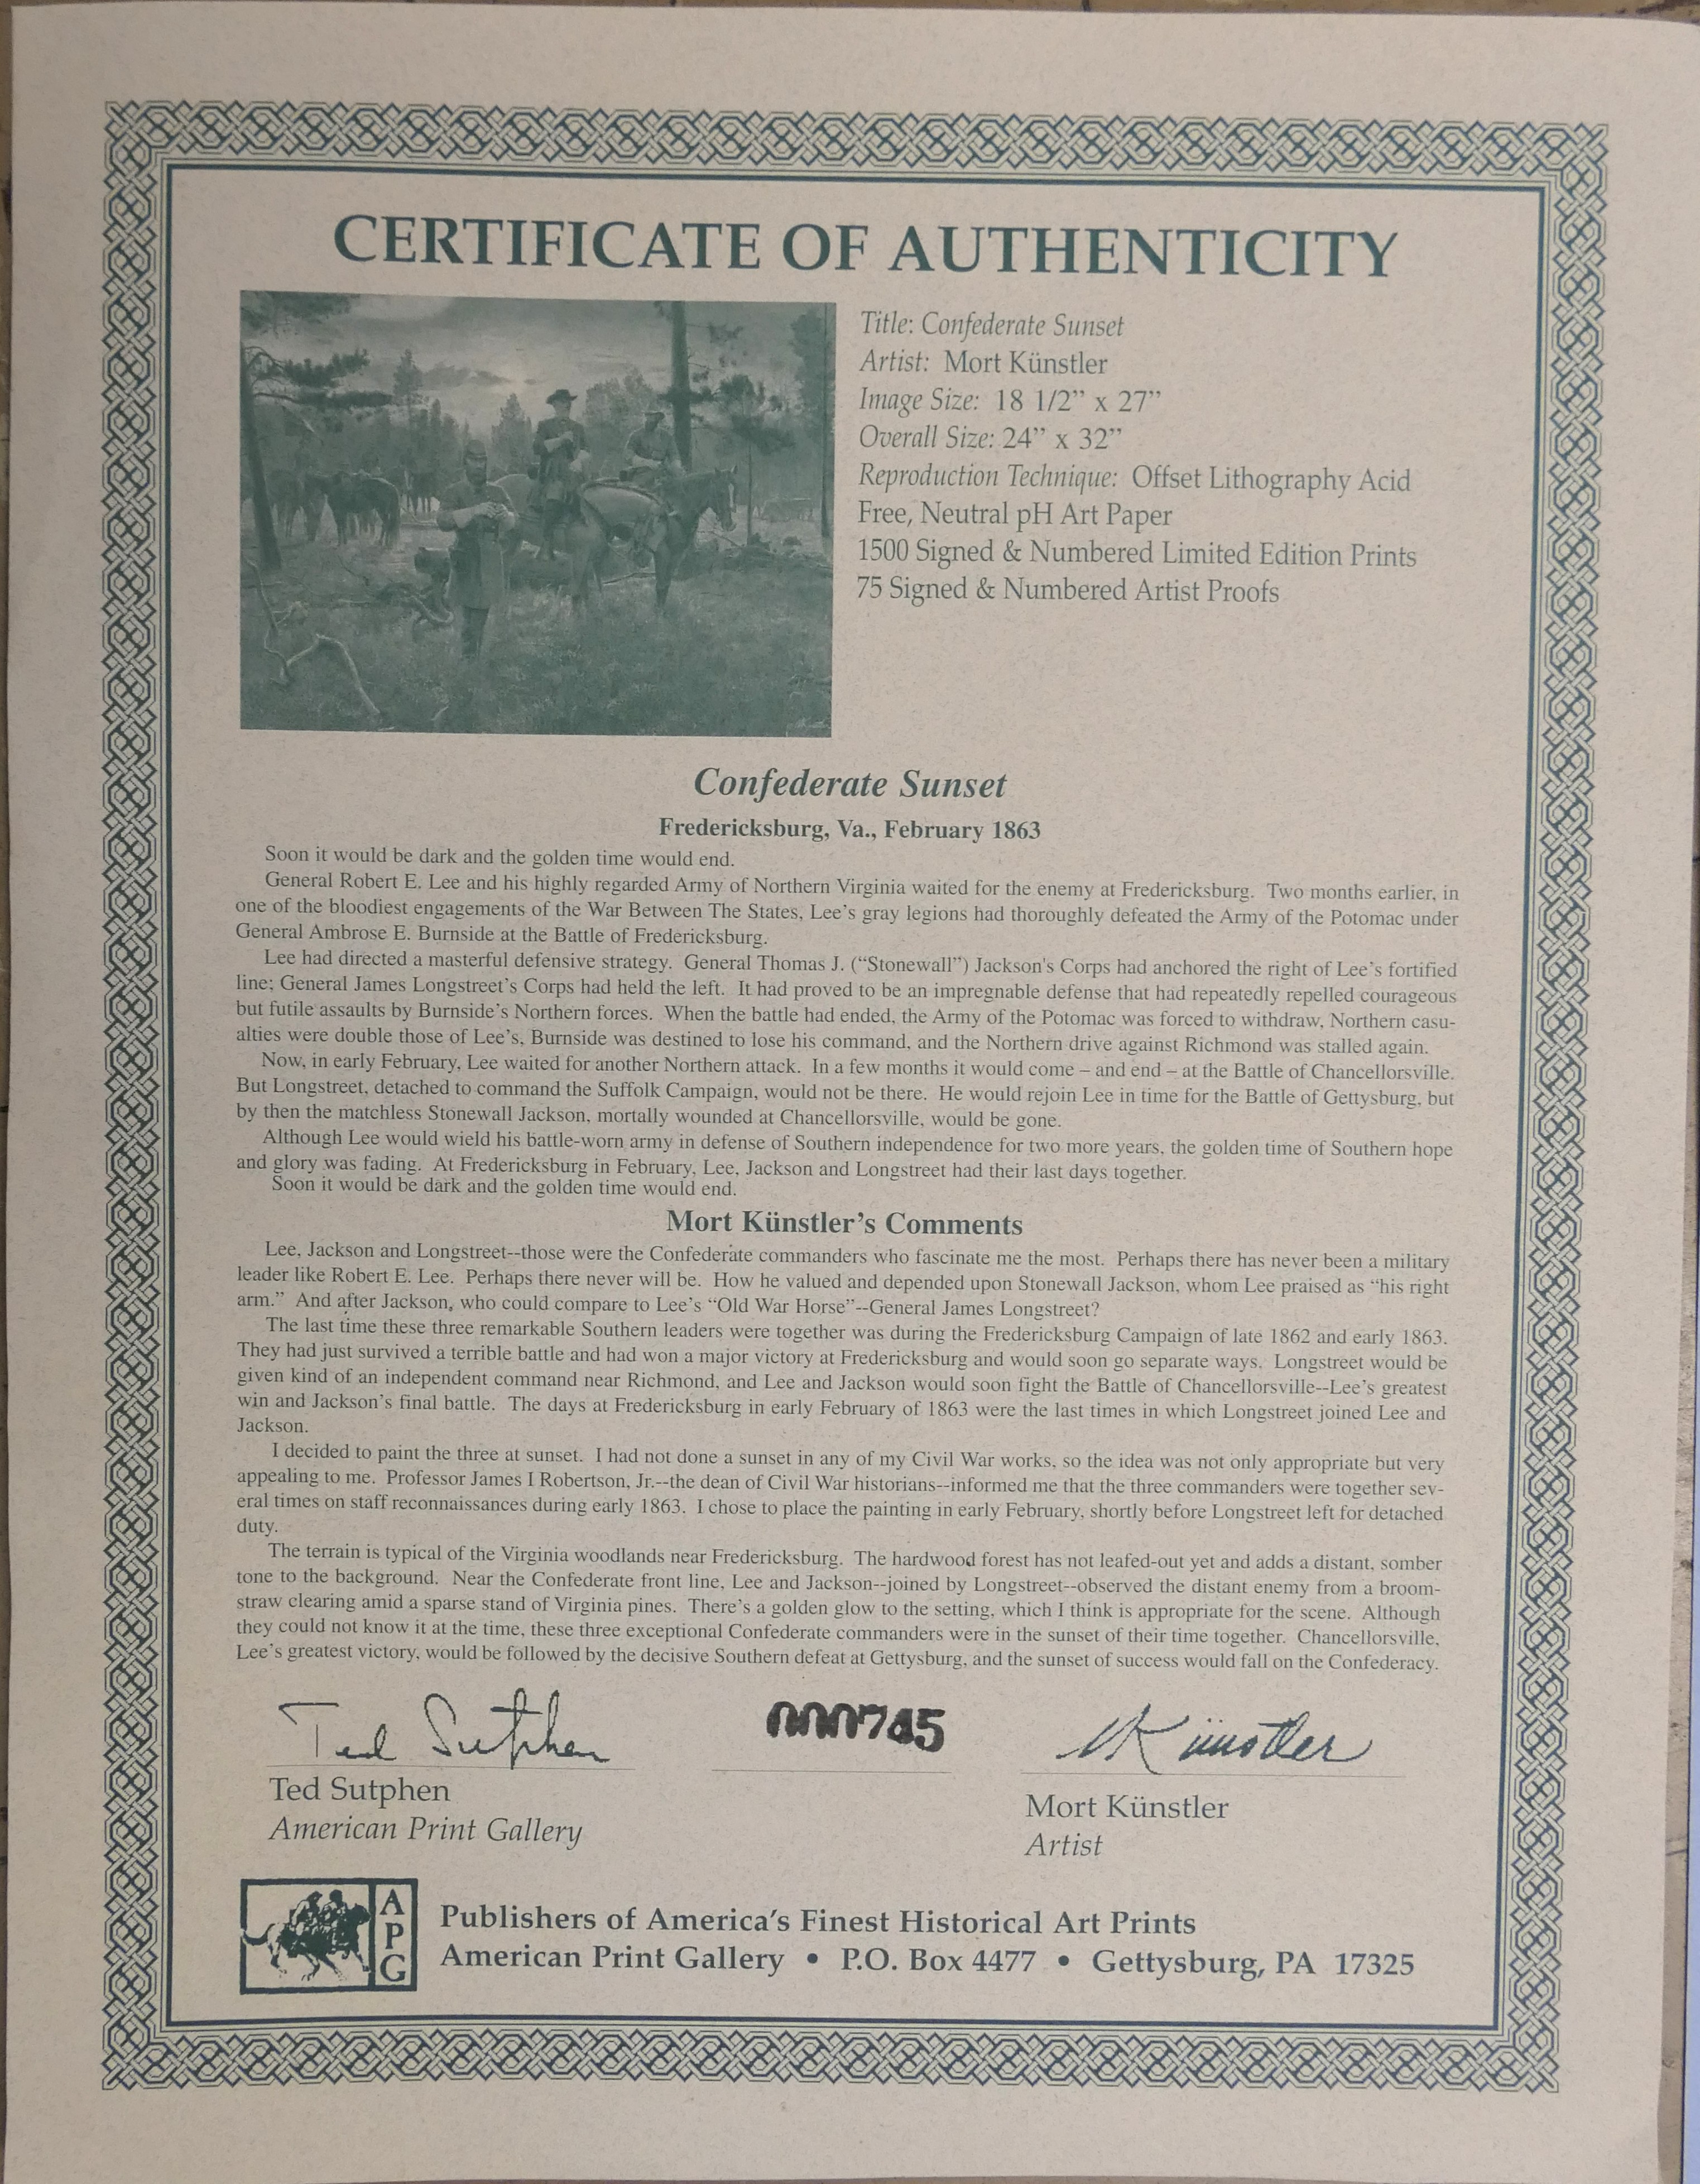 CERTIFICATE OF AUTHENTICITY
Title: Confederate Sunset
Artist: Mort Künstler
Image Size: 18 1/2” x 27”
Overall Size: 24” x 32”
Reproduction Technique: Offset Lithography Acid
Free, Neutral pH Art Paper
1500 Signed & Numbered Limited Edition Prints
75 Signed & Numbered Artist Proofs
Confederate Sunset
Fredericksburg, Va., February 1863
Soon it would be dark and the golden time would end.
General Robert E. Lee and his highly regarded Army of Northern Virginia waited for the enemy at Fredericksburg. Two months earlier, in
one of the bloodiest engagements of the War Between The States, Lee’s gray legions had thoroughly defeated the Army of the Potomac under
General Ambrose E. Burnside at the Battle of Fredericksburg.
Lee had directed a masterful defensive strategy. General Thomas J. (“Stonewall”) Jackson's Corps had anchored the right of Lee’s fortified
line; General James Longstreet’s Corps had held the left. It had proved to be an impregnable defense that had repeatedly repelled courageous
but futile assaults by Burnside’s Northern forces. When the battle had ended, the Army of the Potomac was forced to withdraw, Northern casu-
alties were double those of Lee’s, Burnside was destined to lose his command, and the Northern drive against Richmond was stalled again.
Now, in early February, Lee waited for another Northern attack. In a few months it would come – and end – at the Battle of Chancellorsville.
But Longstreet, detached to command the Suffolk Campaign, would not be there. He would rejoin Lee in time for the Battle of Gettysburg, but
by then the matchless Stonewall Jackson, mortally wounded at Chancellorsville, would be gone.
Although Lee would wield his battle-worn army in defense of Southern independence for two more years, the golden time of Southern hope
and glory was fading. At Fredericksburg in February, Lee, Jackson and Longstreet had their last days together.
Soon it would be dark and the golden time would end.
Mort Künstler’s Comments
Lee, Jackson and Longstreet--those were the Confederate commanders who fascinate me the most. Perhaps there has never been a military
leader like Robert E. Lee. Perhaps there never will be. How he valued and depended upon Stonewall Jackson, whom Lee praised as “his right
arm.” And after Jackson, who could compare to Lee’s “Old War Horse”--General James Longstreet?
The last time these three remarkable Southern leaders were together was during the Fredericksburg Campaign of late 1862 and early 1863.
They had just survived a terrible battle and had won a major victory at Fredericksburg and would soon go separate ways. Longstreet would be
given kind of an independent command near Richmond, and Lee and Jackson would soon fight the Battle of Chancellorsville--Lee’s greatest
win and Jackson’s final battle. The days at Fredericksburg in early February of 1863 were the last times in which Longstreet joined Lee and
Jackson.
I decided to paint the three at sunset. I had not done a sunset in any of my Civil War works, so the idea was not only appropriate but very
appealing to me. Professor James I Robertson, Jr.--the dean of Civil War historians--informed me that the three commanders were together sev-
eral times on staff reconnaissances during early 1863. I chose to place the painting in early February, shortly before Longstreet left for detached
duty.
The terrain is typical of the Virginia woodlands near Fredericksburg. The hardwood forest has not leafed-out yet and adds a distant, somber
tone to the background. Near the Confederate front line, Lee and Jackson--joined by Longstreet--observed the distant enemy from a broom-
straw clearing amid a sparse stand of Virginia pines. There’s a golden glow to the setting, which I think is appropriate for the scene. Although
they could not know it at the time, these three exceptional Confederate commanders were in the sunset of their time together. Chancellorsville,
Lee’s greatest victory, would be followed by the decisive Southern defeat at Gettysburg, and the sunset of success would fall on the Confederacy.
Ted Sutphen
MKünstler
Ted Sutphen
American Print Gallery
Mort Künstler
Artist
APG
Publishers of America’s Finest Historical Art Prints
American Print Gallery • P.O. Box 4477 • Gettysburg, PA 17325